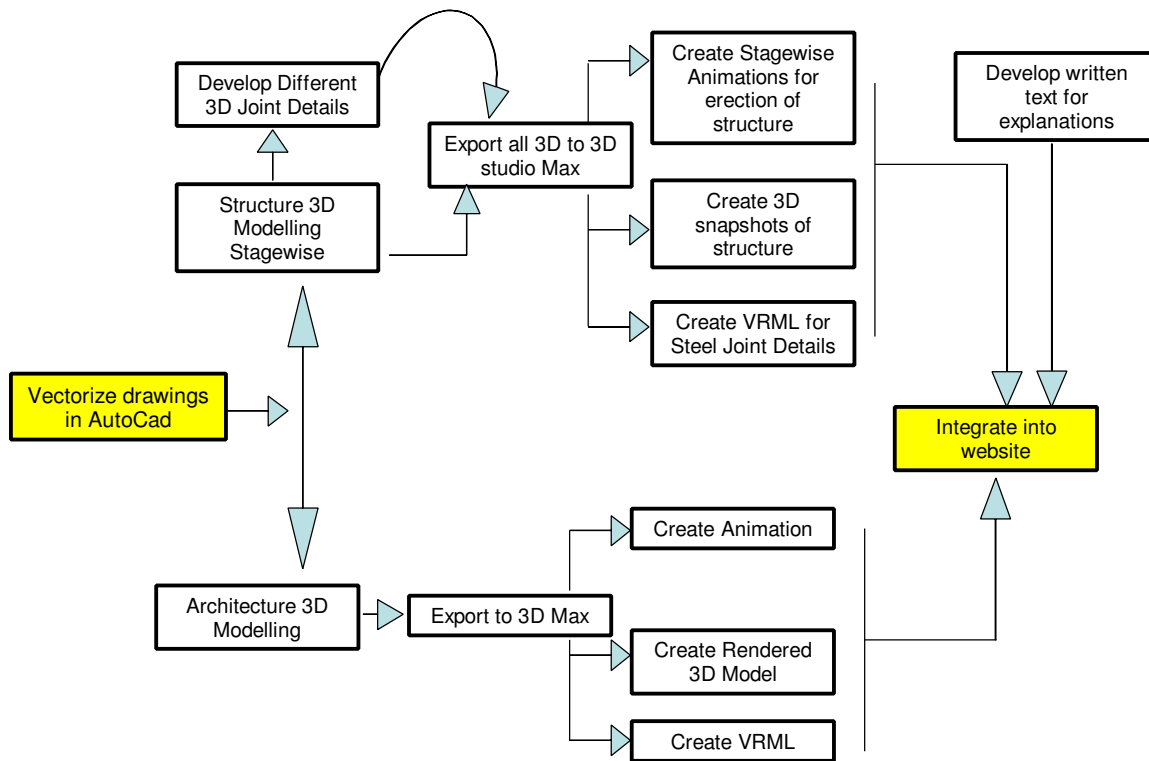 Develop Different
3D Joint Details
Structure 3D
Modelling
Stagewise
Export all 3D to 3D
studio Max
Create Stagewise
Animations for
erection of
structure
Create 3D
snapshots of
structure
Create VRML for
Steel Joint Details
Develop written
text for
explanations
Vectorize drawings
in AutoCad
Integrate into
website
Architecture 3D
Modelling
Export to 3D Max
Create Animation
Create Rendered
3D Model
Create VRML